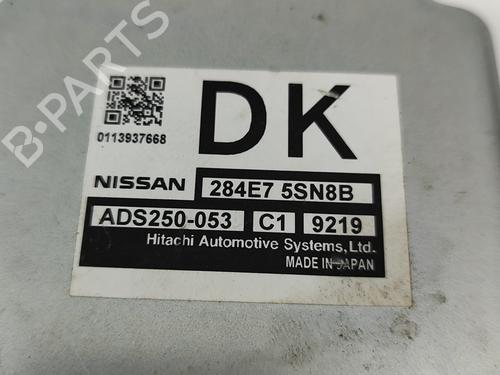 B-PARTS
DK
0113937668
NISSAN 284E7 5SN8B
ADS250-053 C1 9219
Hitachi Automotive Systems,Ltd.
MADE IN JAPAN